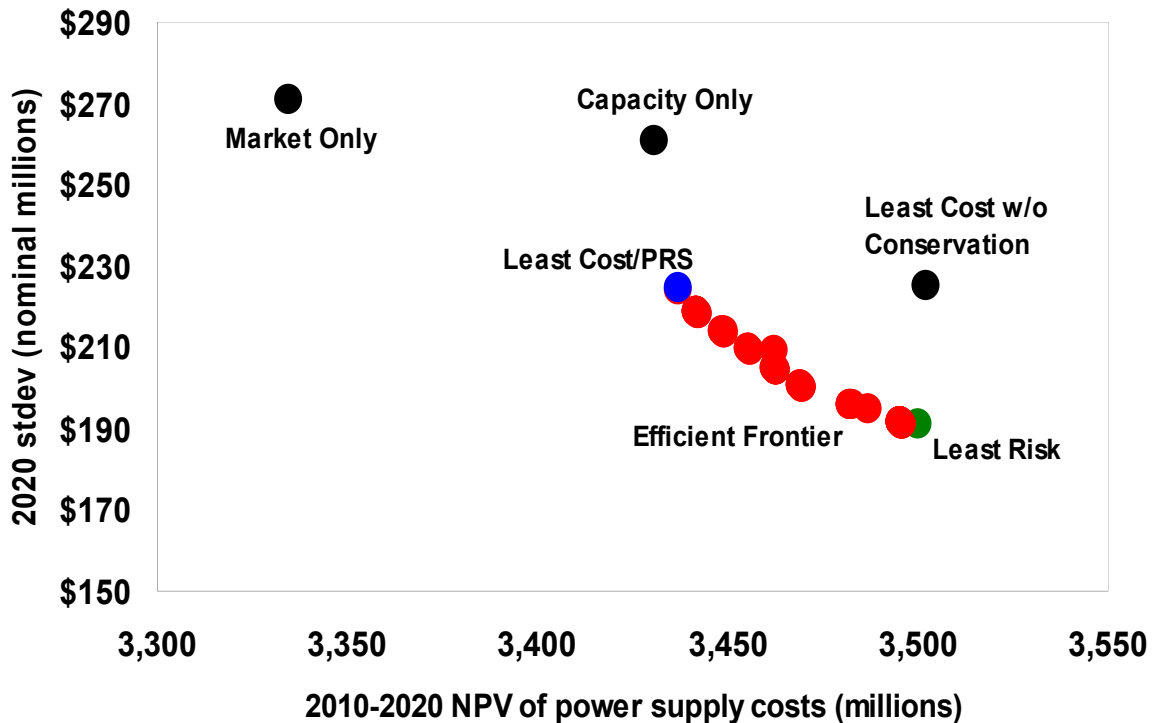 $290
$270
$250
$230
$210
$190
$170
$150
2020 stdev (nominal millions)
Capacity Only
Market Only
Least Cost w/o
Conservation
Least Cost/PRS
Efficient Frontier
Least Risk
3,300
3,350
3,400
3,450
3,500
3,550
2010-2020 NPV of power supply costs (millions)